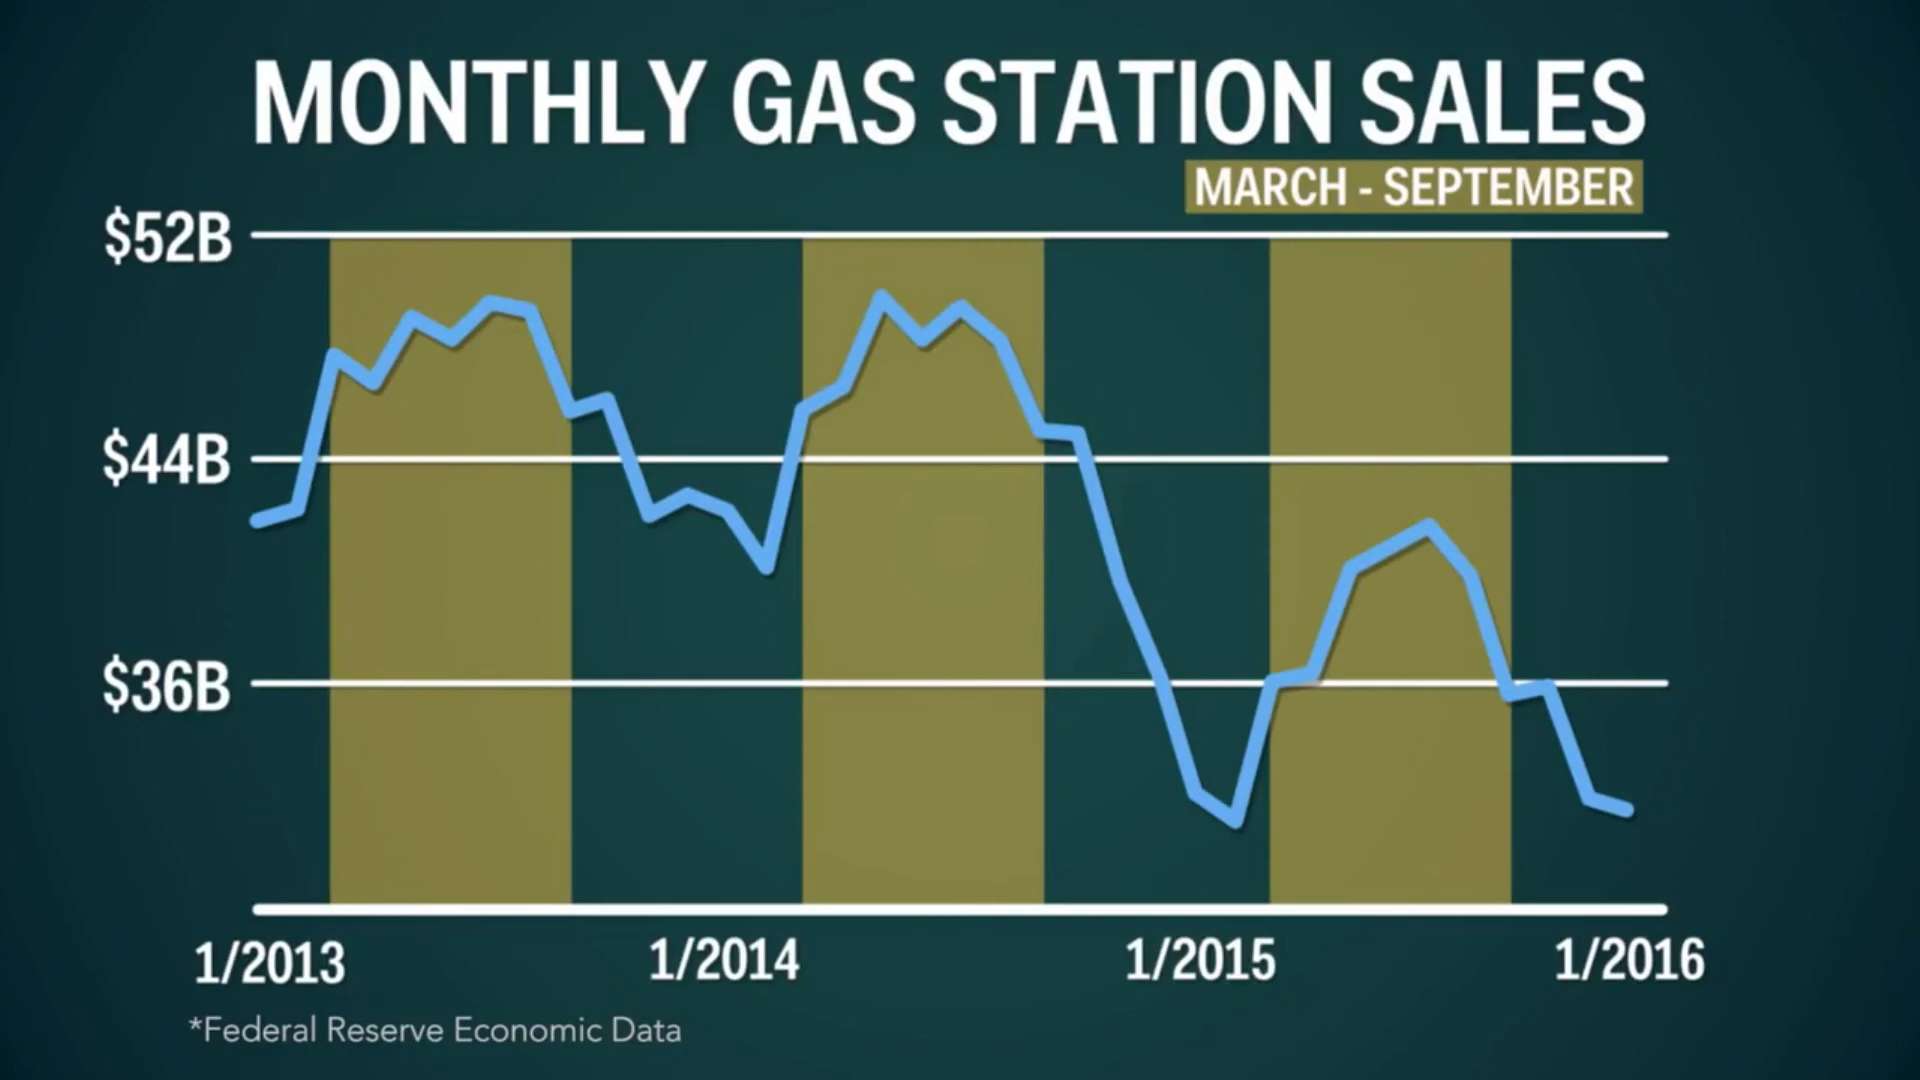 MONTHLY GAS STATION SALES
MARCH - SEPTEMBER
$52B
$44B
$36B
1/2013 1/2014 1/2015 1/2016
*Federal Reserve Economic Data